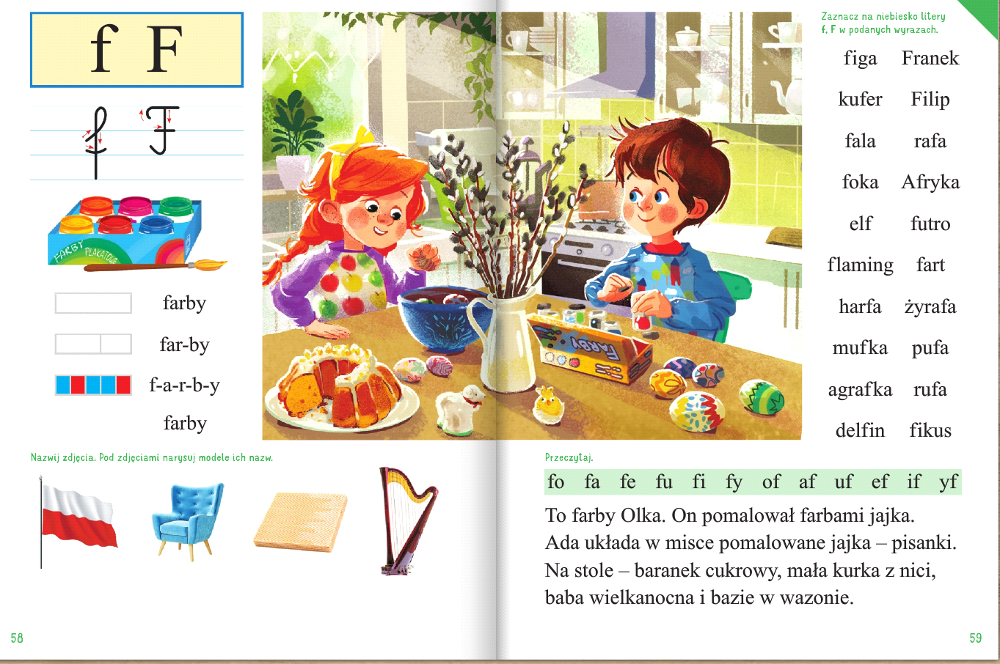 f F
f F
FARBY
PLAKATOWE
farby
far-by
f-a-r-b-y
farby
Nazwij zdjęcia. Pod zdjęciami narysuj modele ich nazw.
58
FARBY
Zaznacz na niebiesko litery
f, F w podanych wyrazach.
figa Franek
kufer Filip
fala rafa
foka Afryka
elf futro
flaming fart
harfa żyrafa
mufka pufa
agrafka rufa
delfin fikus
Przeczytaj.
fo fa fe fu fi fy of af uf ef if yf
To farby Olka. On pomalował farbami jajka.
Ada układa w misce pomalowane jajka – pisanki.
Na stole – baranek cukrowy, mała kurka z nici,
baba wielkanocna i bazie w wazonie.
59